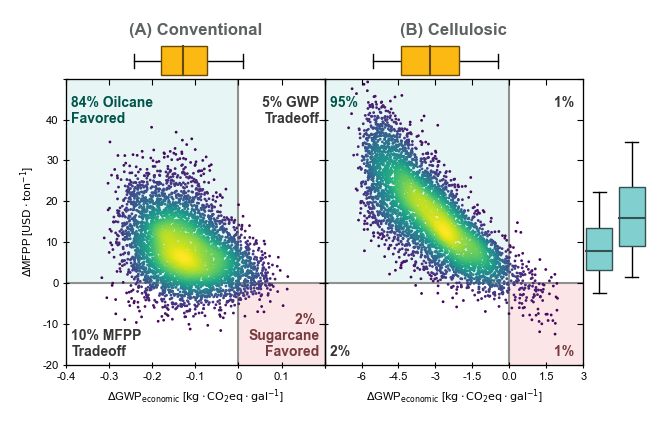 (A) Conventional
(B) Cellulosic
84% Oilcane
Favored
5% GWP
Tradeoff
95%
1%
40
30
20
10
0
-10
-20
ΔMFPP [USD · ton⁻¹]
10% MFPP
Tradeoff
2%
Sugarcane
Favored
2%
1%
-0.4
-0.3
-0.2
-0.1
0
0.1
-6
-4.5
-3
-1.5
0.0
1.5
3
ΔGWPeconomic [kg · CO2eq · gal⁻¹]
ΔGWPeconomic [kg · CO2eq · gal⁻¹]